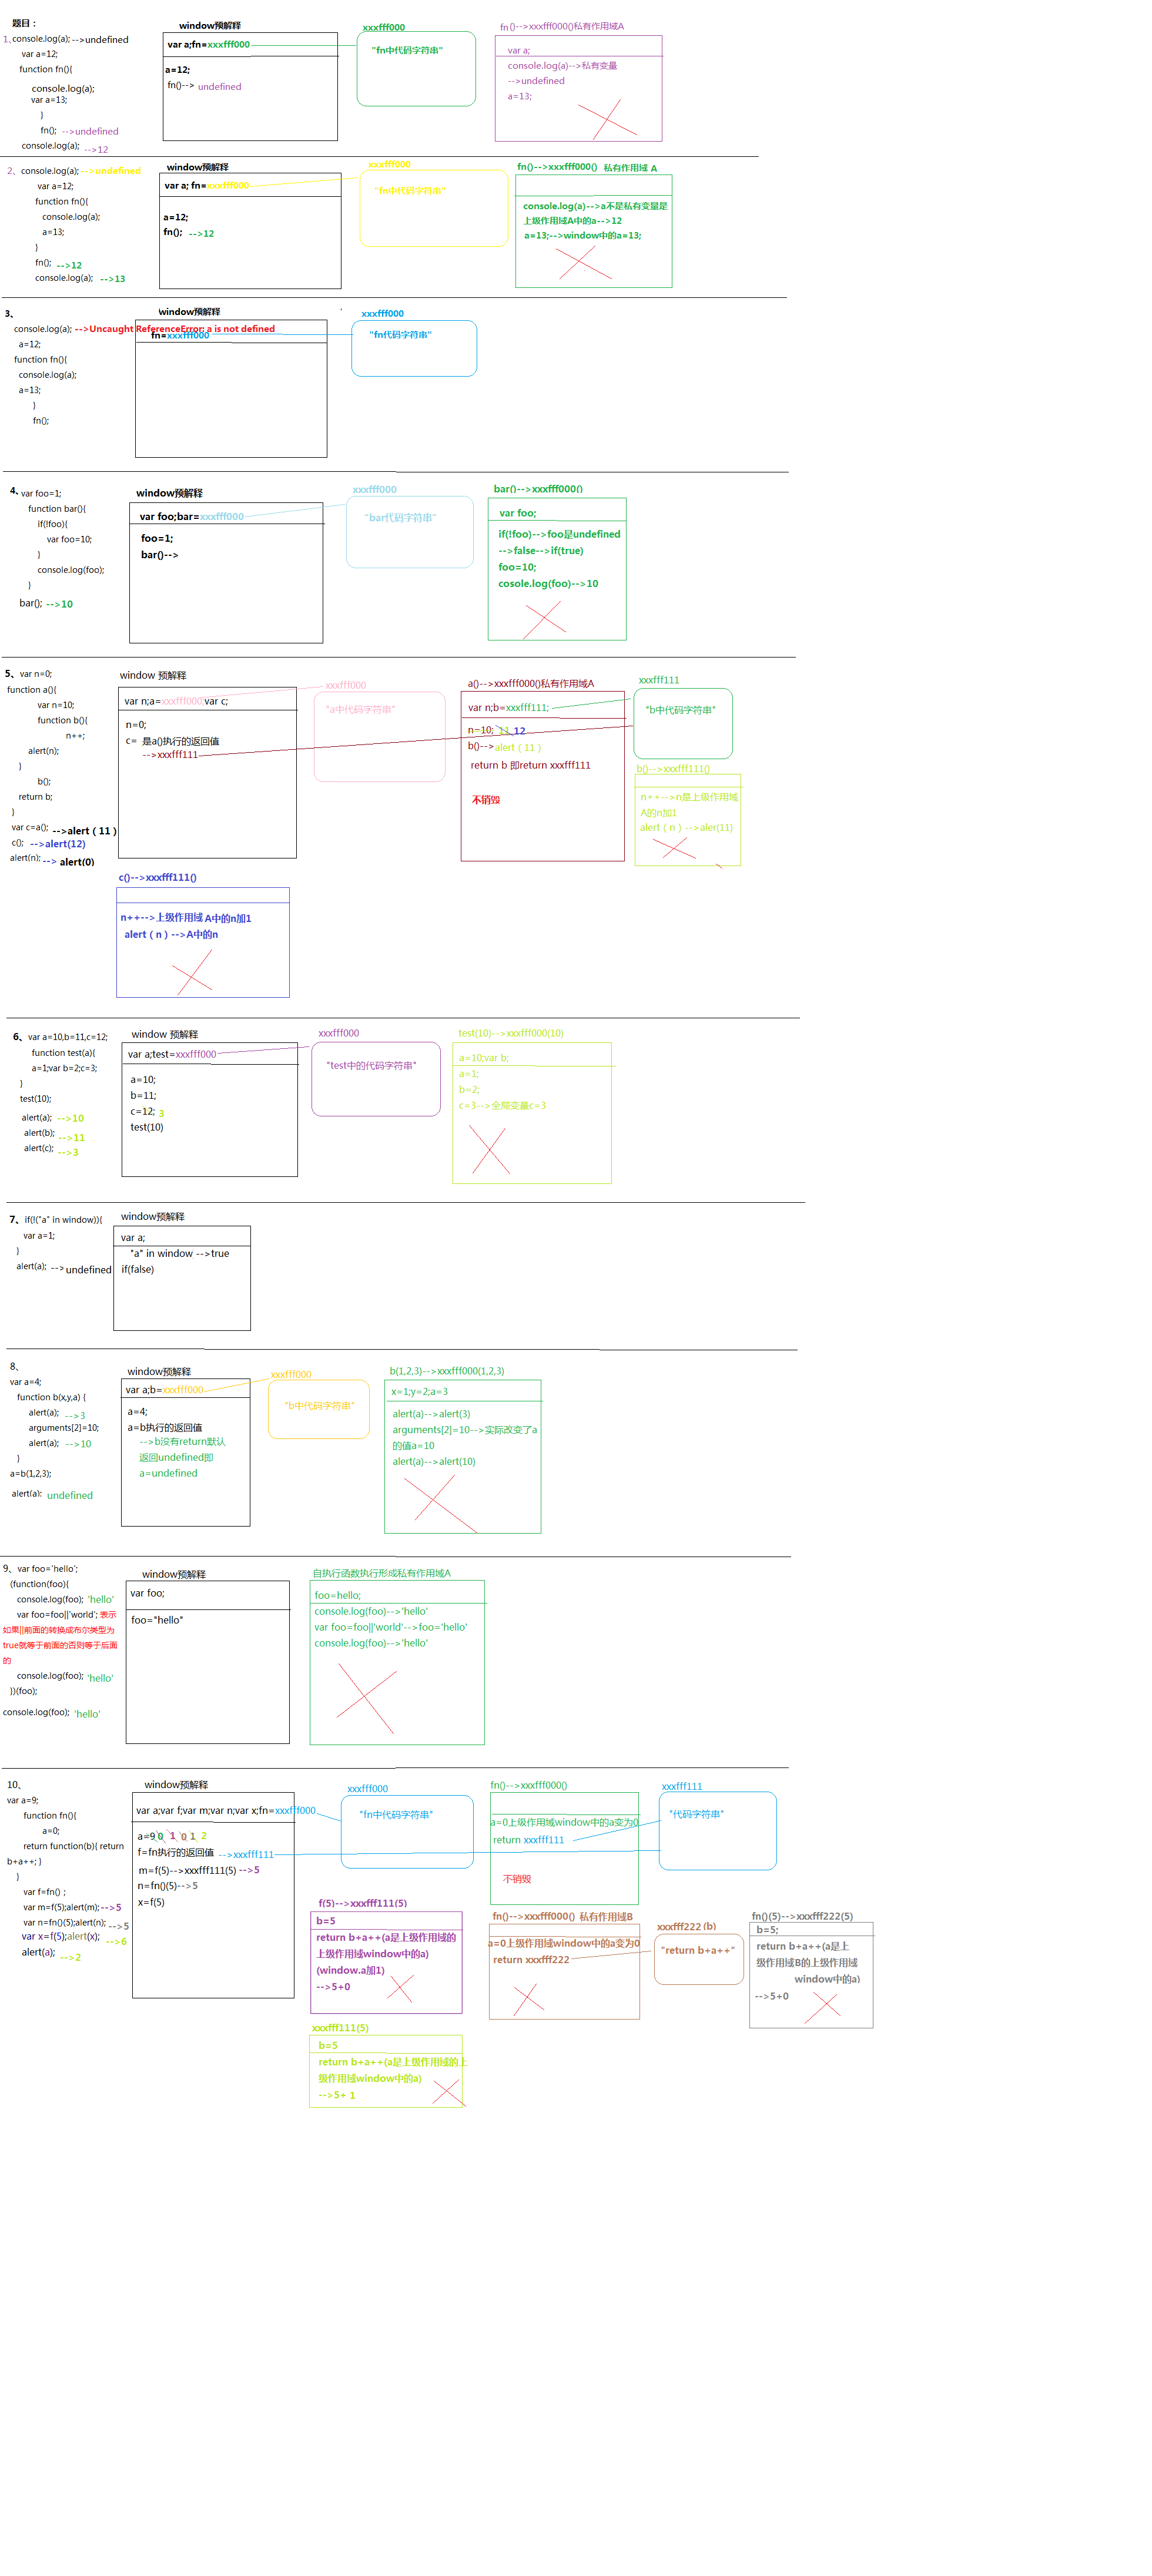 题目：
1、console.log(a); -->undefined
var a=12;
function fn(){
console.log(a);
var a=13;
}
fn(); -->undefined
console.log(a); -->12
window预解释
var a;fn=xxxfff000
a=12;
fn()--> undefined
xxxfff000
"fn中代码字符串"
fn()-->xxxfff000()私有作用域A
var a;
console.log(a)-->私有变量
-->undefined
a=13;
2、console.log(a); -->undefined
var a=12;
function fn(){
console.log(a);
a=13;
}
fn(); -->12
console.log(a); -->13
window预解释
var a; fn=xxxfff000
a=12;
fn(); -->12
xxxfff000
"fn中代码字符串"
fn()-->xxxfff000() 私有作用域 A
console.log(a)-->a不是私有变量是
上级作用域A中的a-->12
a=13;-->window中的a=13;
3、
console.log(a); -->Uncaught ReferenceError: a is not defined
a=12;
function fn(){
console.log(a);
a=13;
}
fn();
window预解释
fn=xxxfff000
xxxfff000
"fn代码字符串"
4、var foo=1;
function bar(){
if(!foo){
var foo=10;
}
console.log(foo);
}
bar(); -->10
window预解释
var foo;bar=xxxfff000
foo=1;
bar()-->
xxxfff000
"bar代码字符串"
bar()-->xxxfff000()
var foo;
if(!foo)-->foo是undefined
-->false-->if(true)
foo=10;
cosole.log(foo)-->10
5、var n=0;
function a(){
var n=10;
function b(){
n++;
alert(n);
}
b();
return b;
}
var c=a(); -->alert（11）
c(); -->alert(12)
alert(n); --> alert(0)
window 预解释
var n;a=xxxfff000;var c;
n=0;
c= 是a()执行的返回值
-->xxxfff111
xxxfff000
"a中代码字符串"
a()-->xxxfff000()私有作用域A
var n;b=xxxfff111;
n=10; 11 12
b()-->alert（11）
return b 即return xxxfff111
不销毁
xxxfff111
"b中代码字符串"
b()-->xxxfff111()
n++-->n是上级作用域
A的n加1
alert（n）-->aler(11)
c()-->xxxfff111()
n++-->上级作用域 A中的n加1
alert（n）-->A中的n
6、var a=10,b=11,c=12;
function test(a){
a=1;var b=2;c=3;
}
test(10);
alert(a); -->10
alert(b); -->11
alert(c); -->3
window 预解释
var a;test=xxxfff000
a=10;
b=11;
c=12; 3
test(10)
xxxfff000
"test中的代码字符串"
test(10)-->xxxfff000(10)
a=10;var b;
a=1;
b=2;
c=3-->全局变量c=3
7、if(!("a" in window)){
var a=1;
}
alert(a); --> undefined
window预解释
var a;
"a" in window -->true
if(false)
8、
var a=4;
function b(x,y,a) {
alert(a); -->3
arguments[2]=10;
alert(a); -->10
}
a=b(1,2,3);
alert(a); undefined
window预解释
var a;b=xxxfff000
a=4;
a=b执行的返回值
-->b没有return默认
返回undefined即
a=undefined
xxxfff000
"b中代码字符串"
b(1,2,3)-->xxxfff000(1,2,3)
x=1;y=2;a=3
alert(a)-->alert(3)
arguments[2]=10-->实际改变了a
的值a=10
alert(a)-->alert(10)
9、var foo='hello';
(function(foo){
console.log(foo); 'hello'
var foo=foo||'world'; 表示
如果||前面的转换成布尔类型为
true就等于前面的否则等于后面
的
console.log(foo); 'hello'
})(foo);
console.log(foo); 'hello'
window预解释
var foo;
foo="hello"
自执行函数执行形成私有作用域A
foo=hello;
console.log(foo)-->'hello'
var foo=foo||'world'-->foo='hello'
console.log(foo)-->'hello'
10、
var a=9;
function fn(){
a=0;
return function(b){ return
b+a++; }
}
var f=fn() ;
var m=f(5);alert(m); -->5
var n=fn()(5);alert(n); -->5
var x=f(5);alert(x); -->6
alert(a); -->2
window预解释
var a;var f;var m;var n;var x;fn=xxxfff000
a=9 0 1 0 1 2
f=fn执行的返回值 -->xxxfff111
m=f(5)-->xxxfff111(5) -->5
n=fn()(5)-->5
x=f(5)
xxxfff000
"fn中代码字符串"
fn()-->xxxfff000()
a=0上级作用域window中的a变为0
return xxxfff111
不销毁
xxxfff111
"代码字符串"
f(5)-->xxxfff111(5)
b=5
return b+a++(a是上级作用域的
上级作用域window中的a)
(window.a加1)
-->5+0
fn()-->xxxfff000() 私有作用域B
a=0上级作用域window中的a变为0
return xxxfff222
xxxfff222 (b)
"return b+a++"
fn()(5)-->xxxfff222(5)
b=5;
return b+a++(a是上
级作用域B的上级作用域
window中的a)
-->5+0
xxxfff111(5)
b=5
return b+a++(a是上级作用域的上
级作用域window中的a)
-->5+ 1